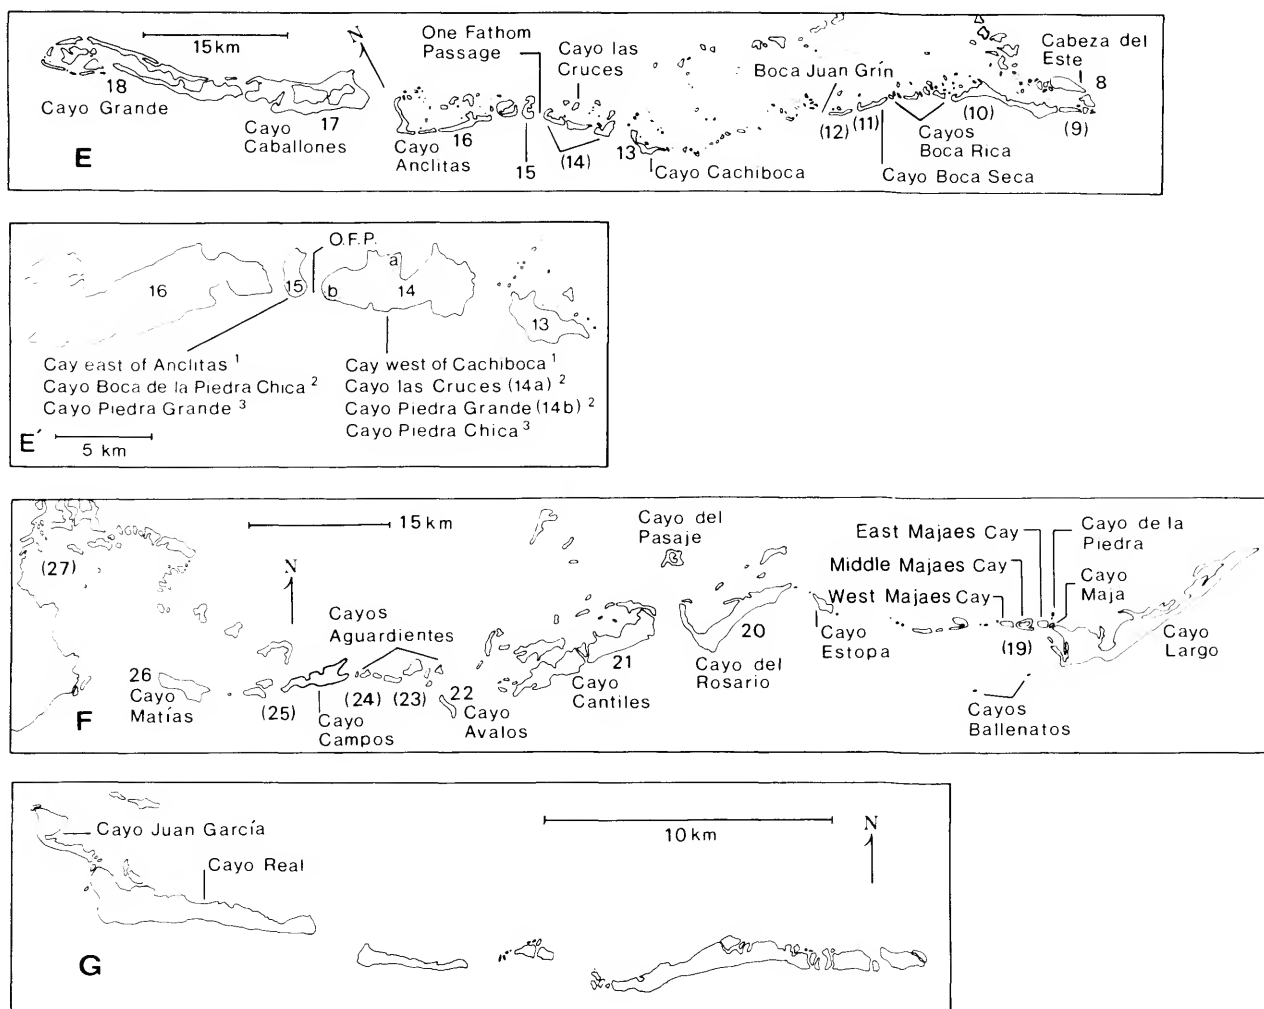 15 km
N
One Fathom
Passage
Cayo las
Cruces
Boca Juan Grín
Cabeza del
Este
8
18
Cayo Grande
17
Cayo
Caballones
16
Cayo
Anclitas
15
(14)
13
Cayo Cachiboca
(12)
(11)
Cayos
Boca Rica
(10)
(9)
Cayo Boca Seca
E
O.F.P.
16
15
a
b
14
13
Cay east of Anclitas 1
Cayo Boca de la Piedra Chica 2
Cayo Piedra Grande 3
Cay west of Cachiboca 1
Cayo las Cruces (14a) 2
Cayo Piedra Grande (14b) 2
Cayo Piedra Chica 3
E′
5 km
15 km
N
(27)
Cayo del
Pasaje
East Majaes Cay
Middle Majaes Cay
West Majaes Cay
Cayo de la
Piedra
Cayo
Maja
Cayos
Aguardientes
26
Cayo
Matías
(25)
Cayo
Campos
(24)
(23)
22
Cayo
Avalos
21
Cayo
Cantiles
20
Cayo del
Rosario
Cayo
Estopa
(19)
Cayo
Largo
Cayos
Ballenatos
F
Cayo Juan García
Cayo Real
10 km
N
G